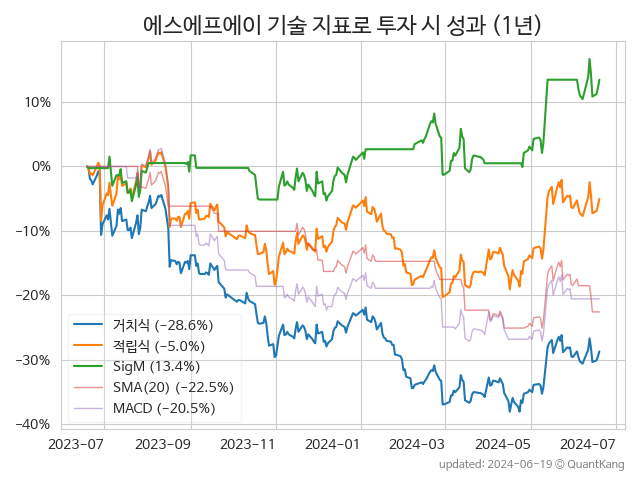 에스에프에이 기술 지표로 투자 시 성과 (1년)
10%
0%
−10%
−20%
−30%
−40%
거치식 (−28.6%)
적립식 (−5.0%)
SigM (13.4%)
SMA(20) (−22.5%)
MACD (−20.5%)
2023−07 2023−09 2023−11 2024−01 2024−03 2024−05 2024−07
updated: 2024-06-19 © QuantKang